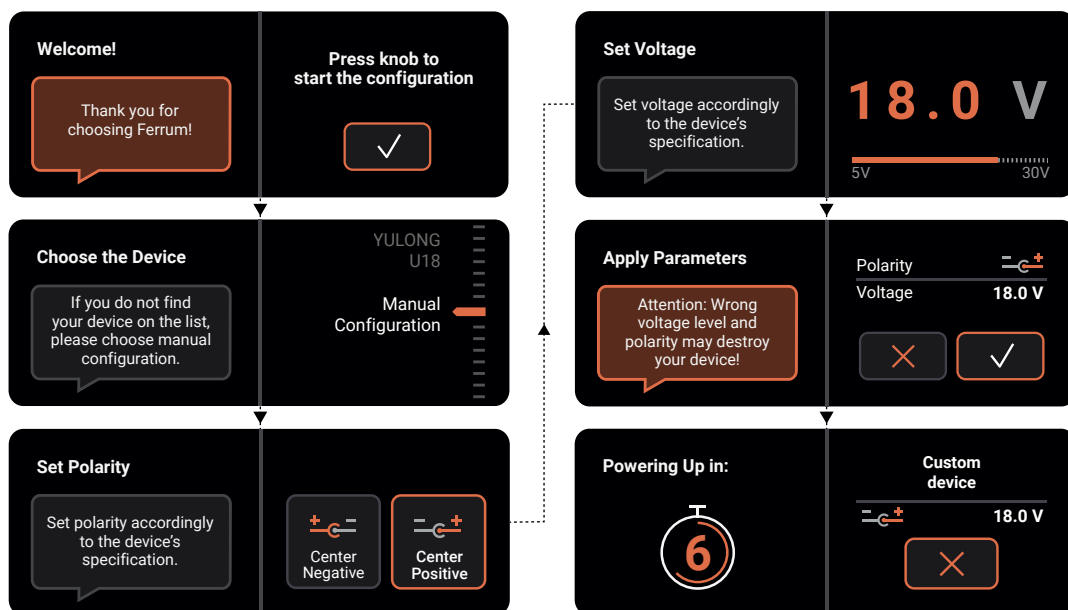 Welcome!
Thank you for
choosing Ferrum!
Press knob to
start the configuration
Choose the Device
If you do not find
your device on the list,
please choose manual
configuration.
YULONG
U18
Manual
Configuration
Set Polarity
Set polarity accordingly
to the device's
specification.
+ -
Center
Negative
- +
Center
Positive
Set Voltage
Set voltage accordingly
to the device's
specification.
18.0 V
5V 30V
Apply Parameters
Attention: Wrong
voltage level and
polarity may destroy
your device!
Polarity - +
Voltage 18.0 V
Powering Up in:
6
Custom
device
- + 18.0 V